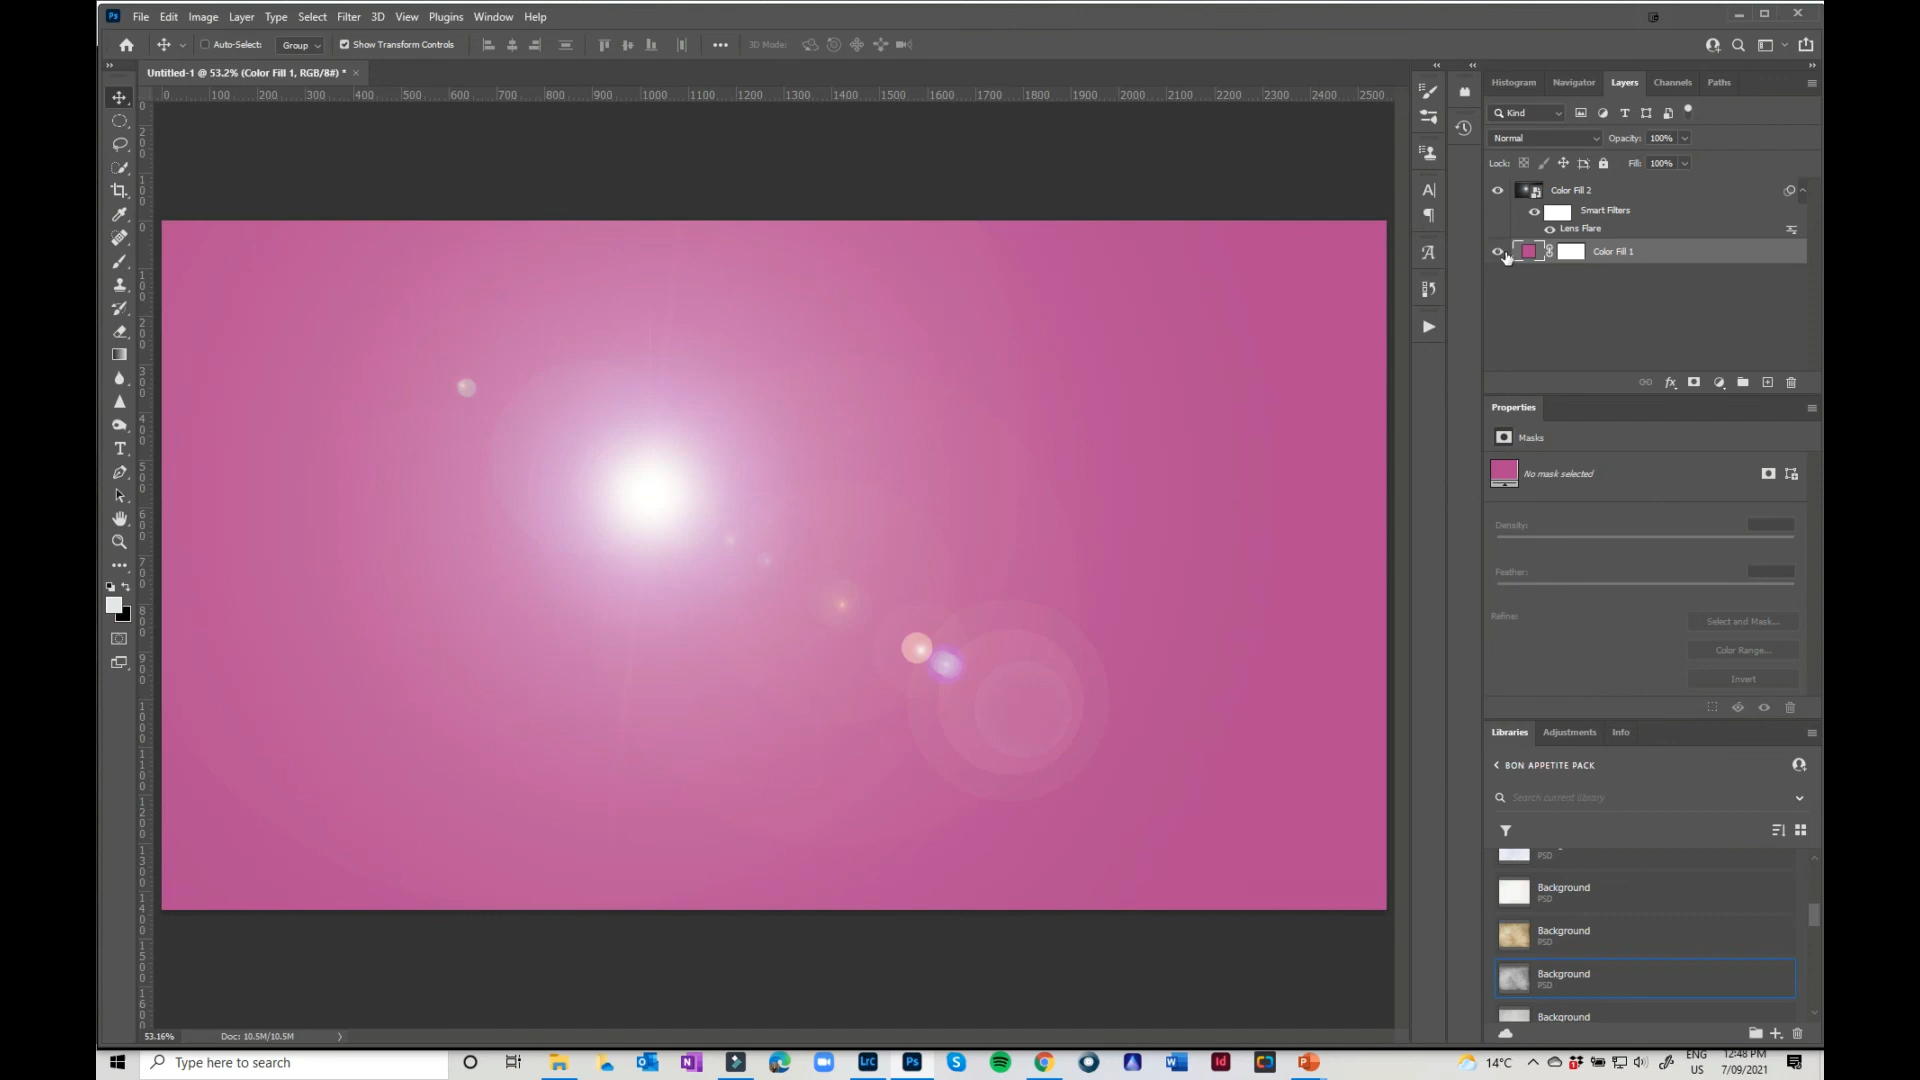 Ps File Edit Image Layer Type Select Filter 3D View Plugins Window Help
Auto-Select: Group Show Transform Controls 3D Mode:
Untitled-1 @ 53.2% (Color Fill 1, RGB/8#) *
0 100 200 300 400 500 600 700 800 900 1000 1100 1200 1300 1400 1500 1600 1700 1800 1900 2000 2100 2200 2300 2400 2500
Histogram Navigator Layers Channels Paths
Kind
Normal Opacity: 100%
Lock: Fill: 100%
Color Fill 2
Smart Filters
Lens Flare
Color Fill 1
Properties
Masks
No mask selected
Density:
Feather:
Refine: Select and Mask...
Color Range...
Invert
Libraries Adjustments Info
BON APPETITE PACK
Search current library
PSD
Background
PSD
Background
PSD
Background
PSD
Background
53.16% Doc: 10.5M/10.5M
Type here to search
Lrc Ps
14°C
ENG
US
12:48 PM
7/09/2021